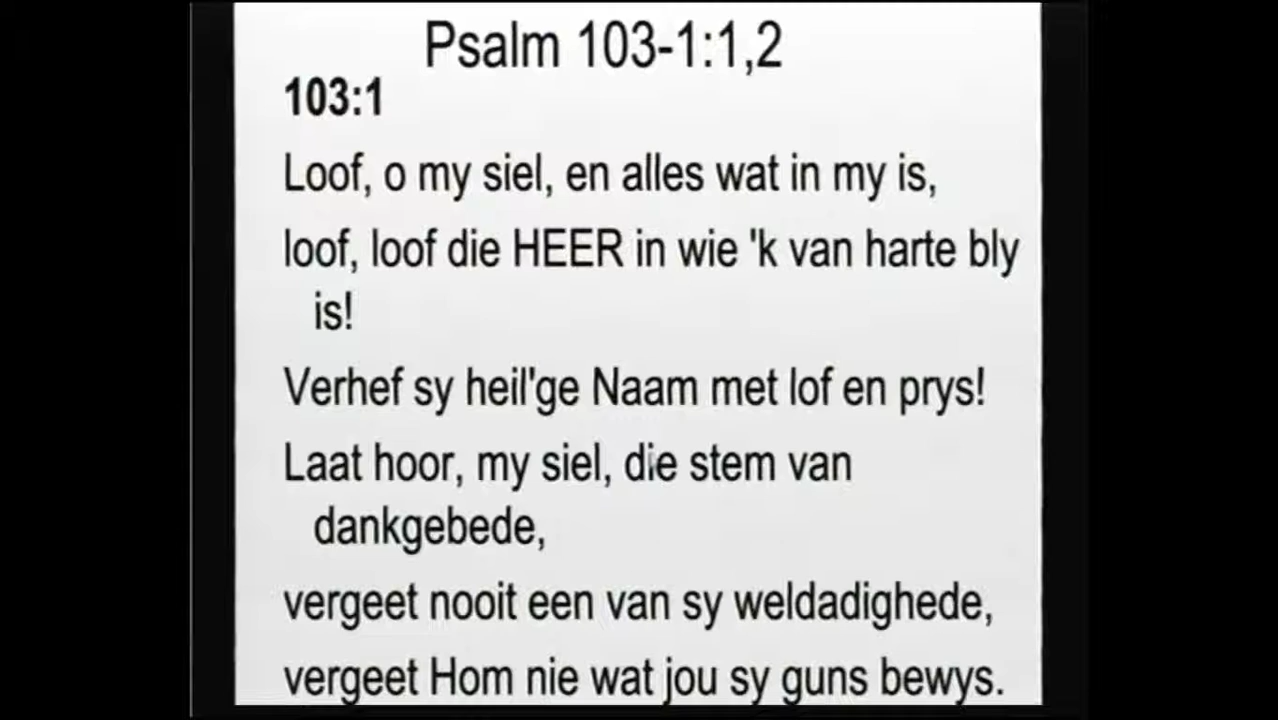 Psalm 103-1:1,2
103:1
Loof, o my siel, en alles wat in my is,
loof, loof die HEER in wie 'k van harte bly
is!
Verhef sy heil'ge Naam met lof en prys!
Laat hoor, my siel, die stem van
dankgebede,
vergeet nooit een van sy weldadighede,
vergeet Hom nie wat jou sy guns bewys.